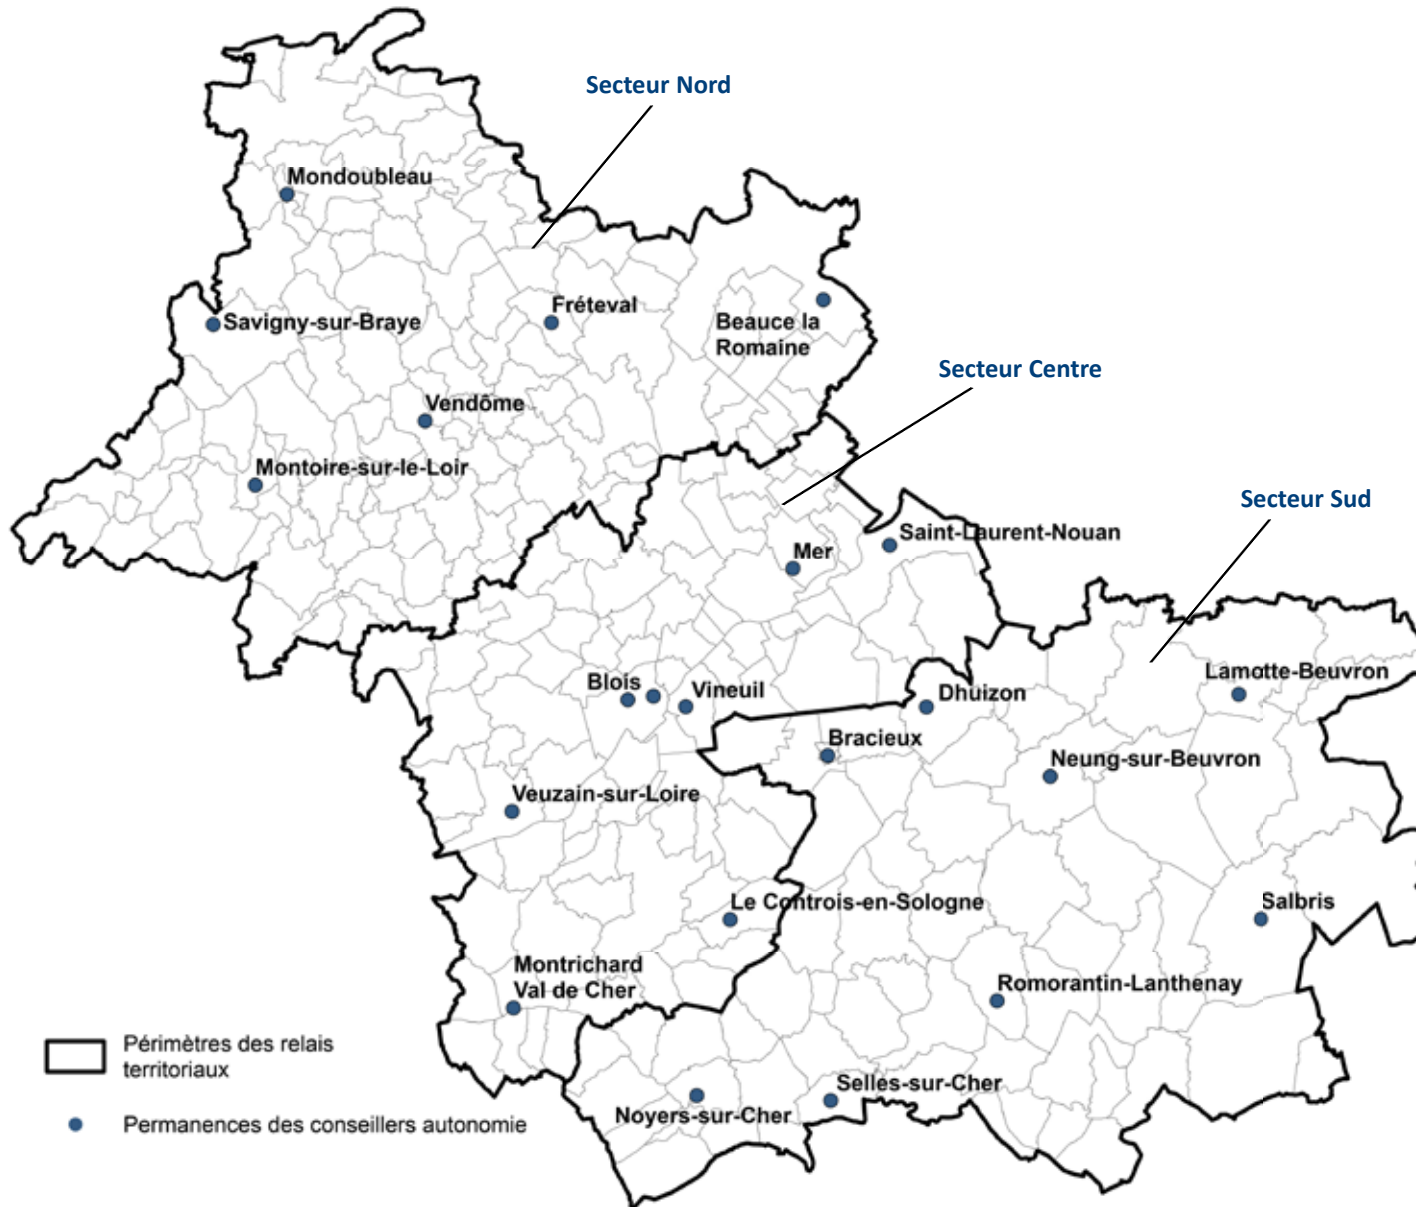 Secteur Nord
Mondoubleau
Savigny-sur-Braye
Fréteval
Beauce la
Romaine
Secteur Centre
Vendôme
Montoire-sur-le-Loir
Secteur Sud
Saint-Laurent-Nouan
Mer
Blois
Vineuil
Lamotte-Beuvron
Dhuizon
Bracieux
Neung-sur-Beuvron
Veuzain-sur-Loire
Le Controis-en-Sologne
Salbris
Montrichard
Val de Cher
Romorantin-Lanthenay
Selles-sur-Cher
Noyers-sur-Cher
Périmètres des relais
territoriaux
Permanences des conseillers autonomie